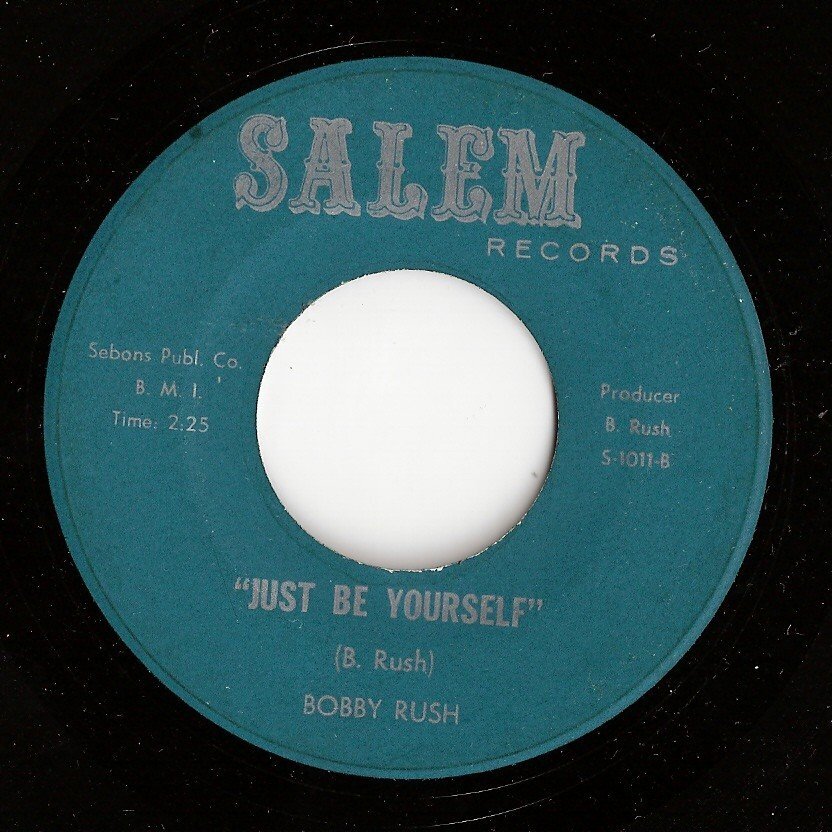 SALEM
RECORDS
Sebons Publ. Co.
B. M. I.
Time: 2:25
Producer
B. Rush
S-1011-B
"JUST BE YOURSELF"
(B. Rush)
BOBBY RUSH